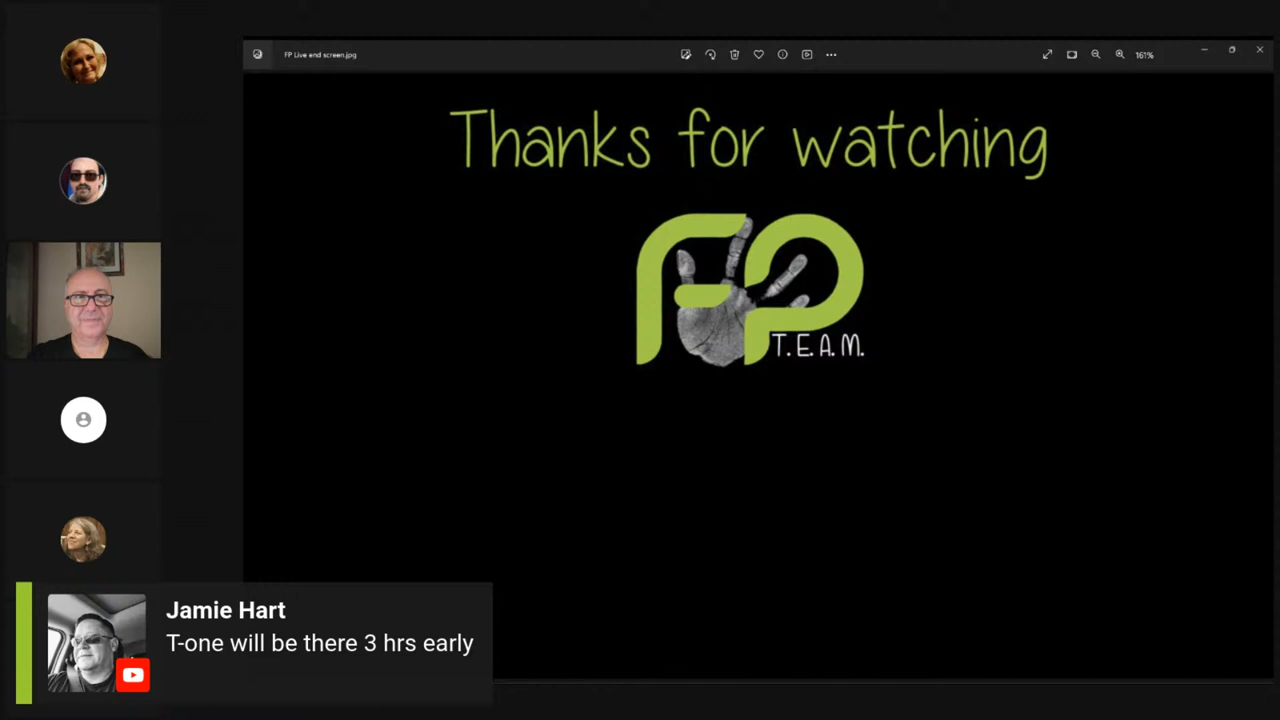 FP Live end screen.jpg
161%
Thanks for watching
FP
T.E.A.M.
Jamie Hart
T-one will be there 3 hrs early